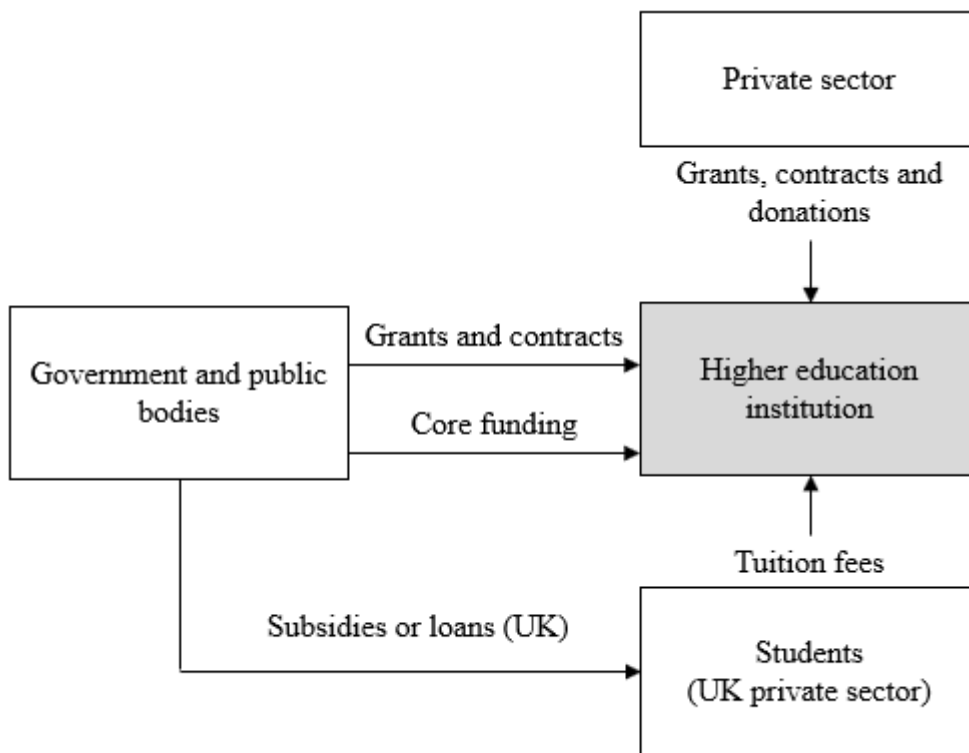 Private sector
Grants, contracts and
donations
Grants and contracts
Government and public
bodies
Higher education
institution
Core funding
Tuition fees
Subsidies or loans (UK)
Students
(UK private sector)